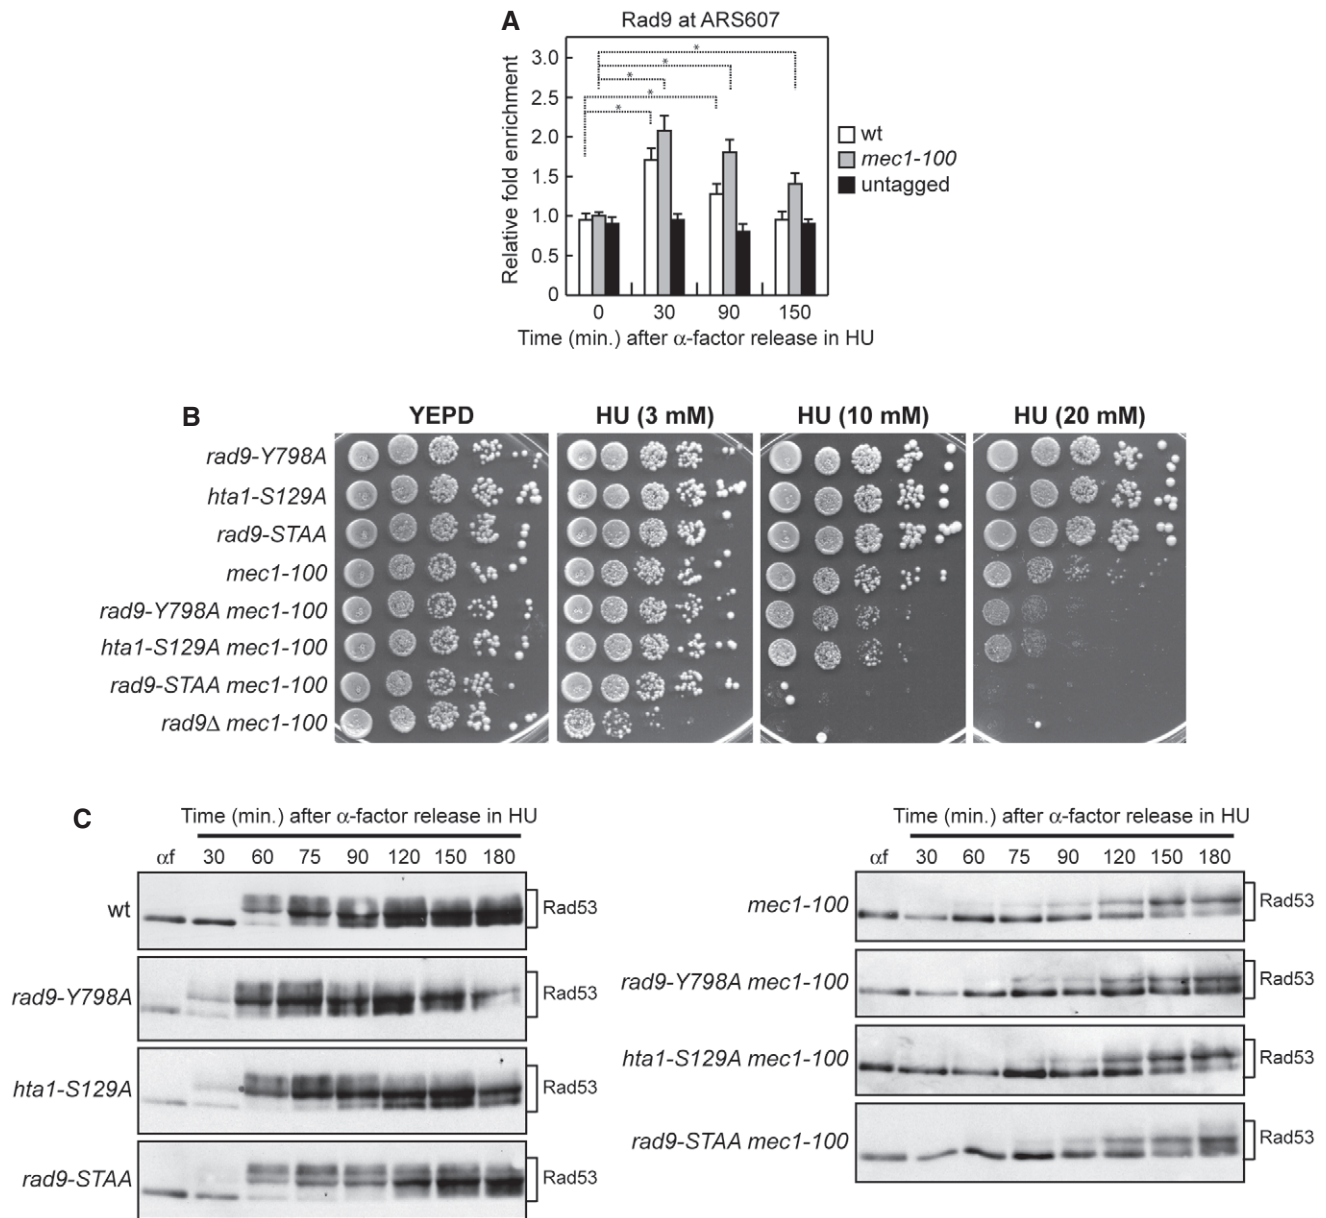 A
Rad9 at ARS607
Relative fold enrichment
3.0
2.5
2.0
1.5
1.0
0.5
0
* * * * *
wt
mec1-100
untagged
0 30 90 150
Time (min.) after α-factor release in HU
B
YEPD HU (3 mM) HU (10 mM) HU (20 mM)
rad9-Y798A
hta1-S129A
rad9-STAA
mec1-100
rad9-Y798A mec1-100
hta1-S129A mec1-100
rad9-STAA mec1-100
rad9Δ mec1-100
C
Time (min.) after α-factor release in HU
αf 30 60 75 90 120 150 180
wt Rad53
rad9-Y798A Rad53
hta1-S129A Rad53
rad9-STAA Rad53
Time (min.) after α-factor release in HU
αf 30 60 75 90 120 150 180
mec1-100 Rad53
rad9-Y798A mec1-100 Rad53
hta1-S129A mec1-100 Rad53
rad9-STAA mec1-100 Rad53